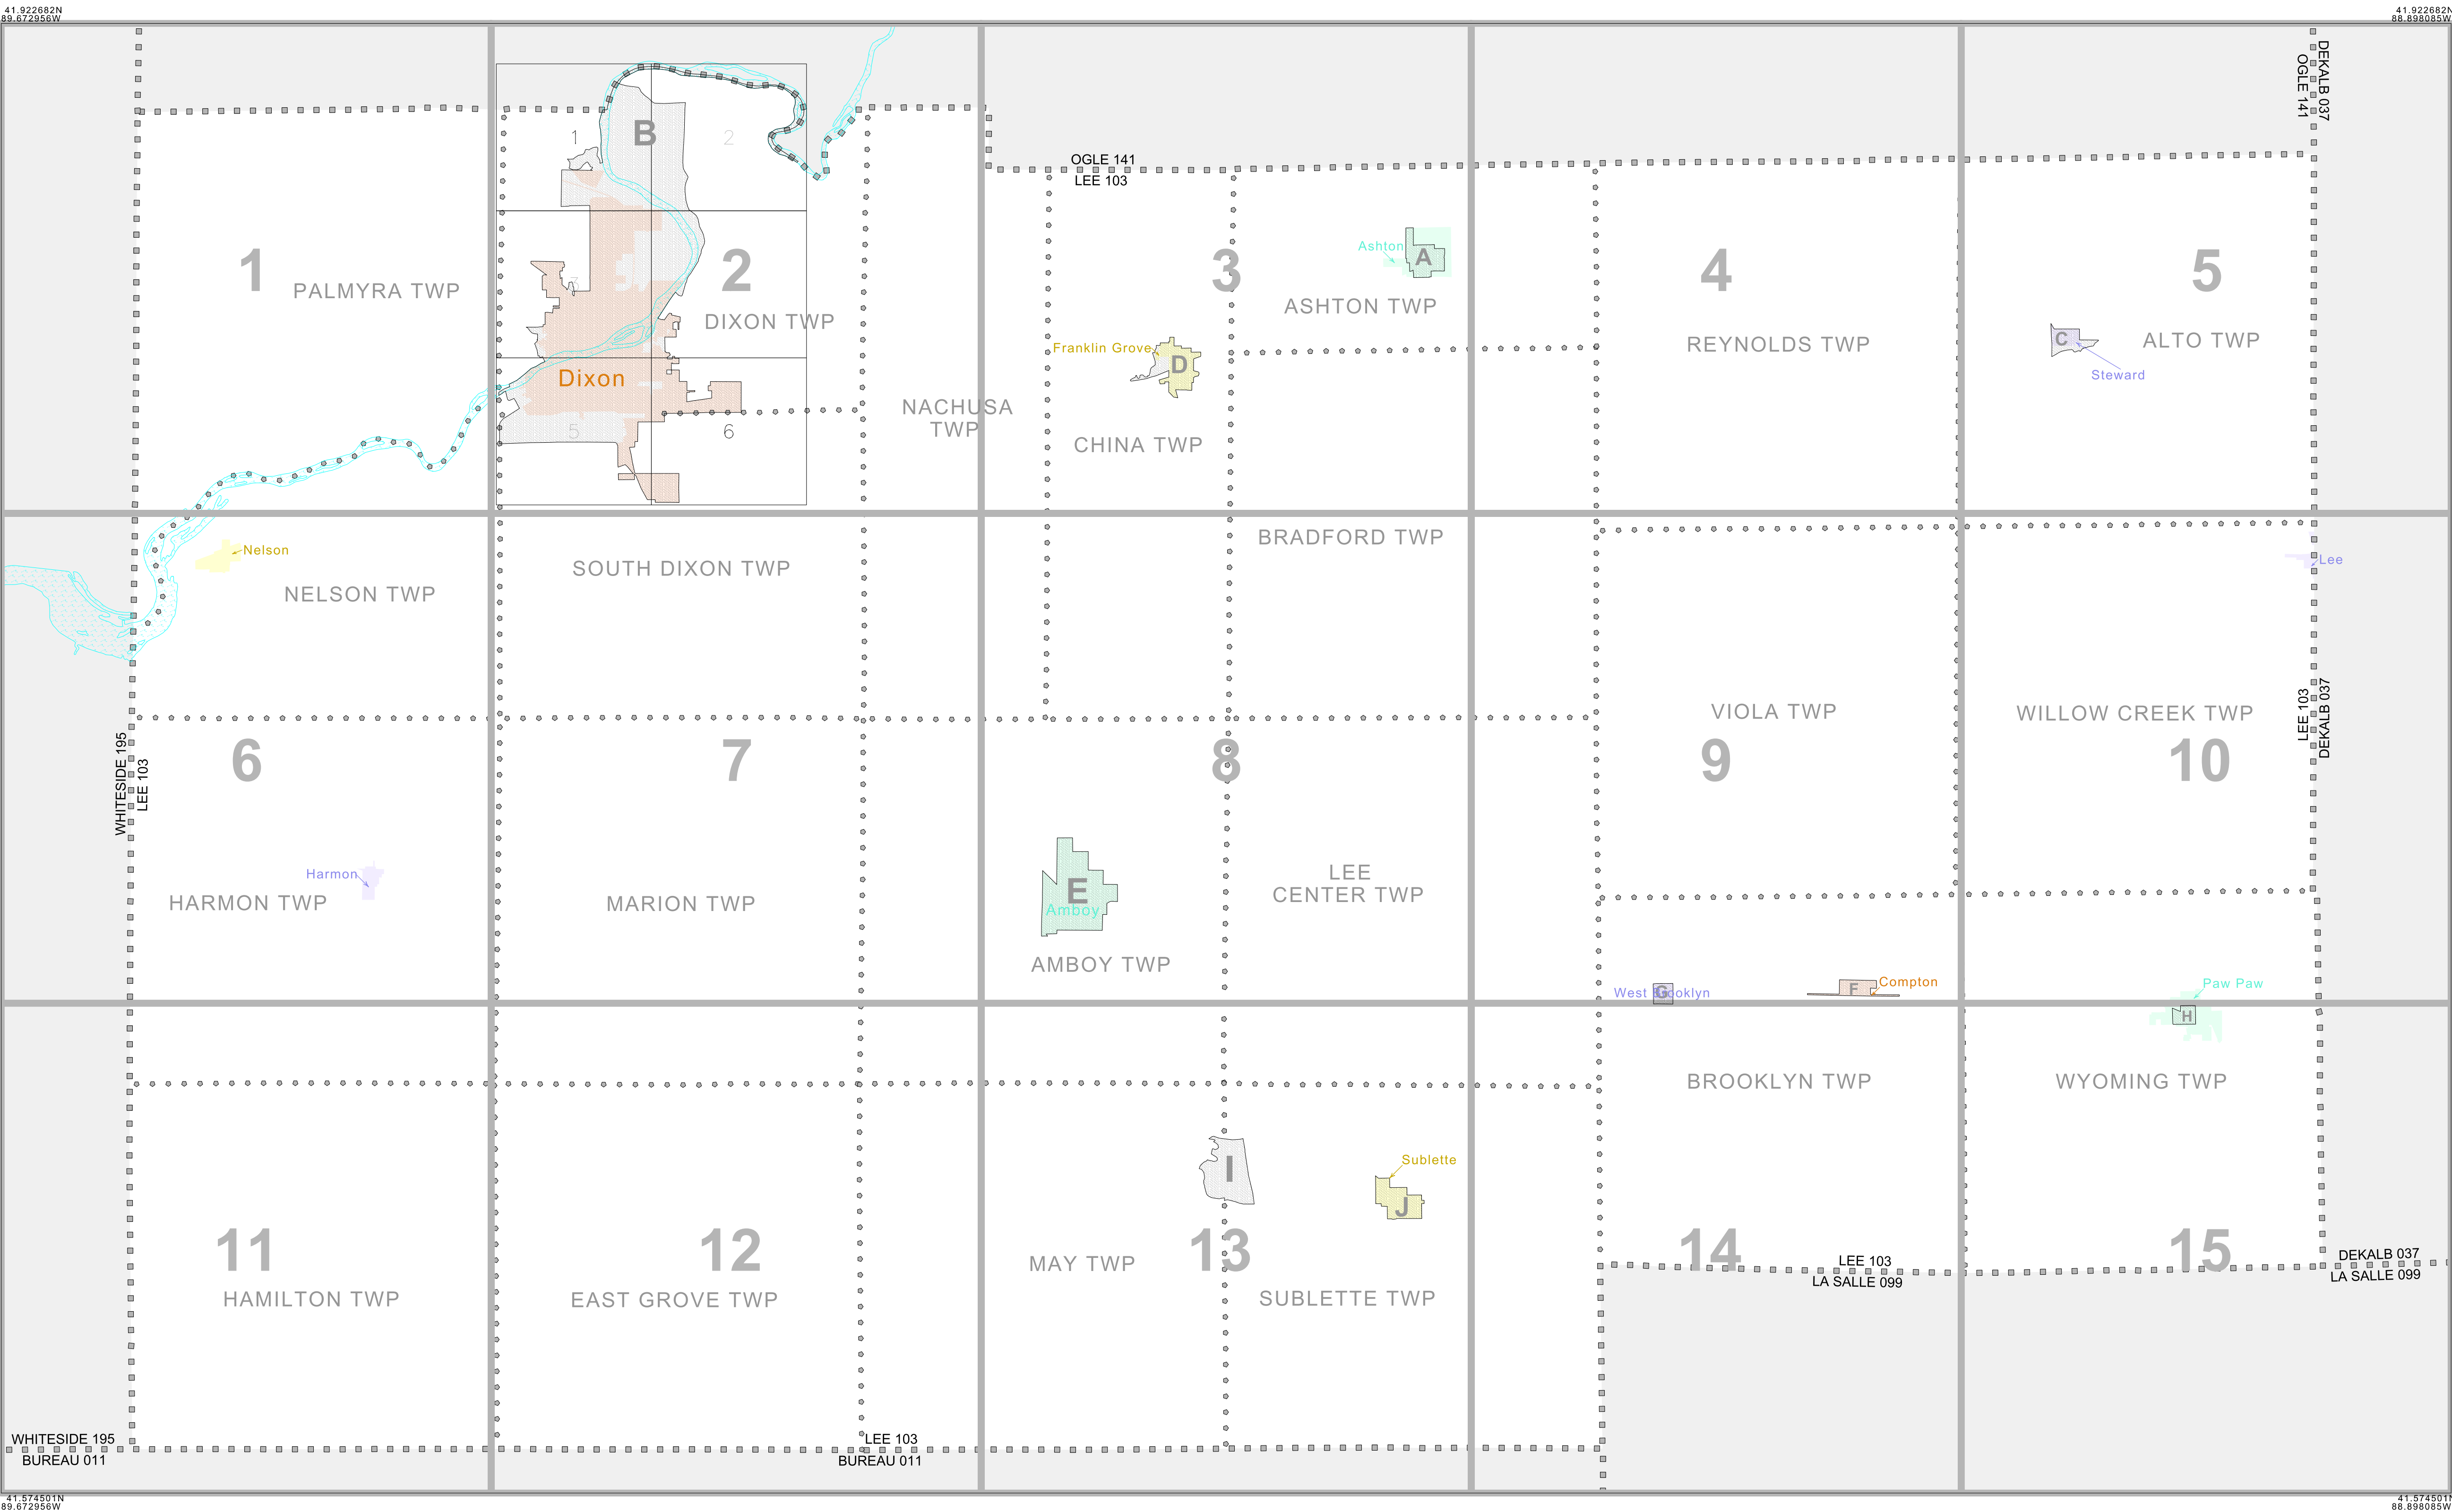 41.922682N
89.672956W
41.922682N
88.898085W
DEKALB 037
OGLE 141
B
1
2
OGLE 141
LEE 103
Ashton
A
1
2
3
4
5
PALMYRA TWP
3
DIXON TWP
ASHTON TWP
REYNOLDS TWP
C
ALTO TWP
Steward
Franklin Grove
D
Dixon
NACHUSA
TWP
5
6
CHINA TWP
Nelson
NELSON TWP
SOUTH DIXON TWP
BRADFORD TWP
Lee
VIOLA TWP
WILLOW CREEK TWP
LEE 103
DEKALB 037
WHITESIDE 195
LEE 103
6
7
8
9
10
Harmon
HARMON TWP
MARION TWP
E
Amboy
LEE
CENTER TWP
AMBOY TWP
West Brooklyn
G
F
Compton
Paw Paw
H
BROOKLYN TWP
WYOMING TWP
I
Sublette
J
11
12
13
14
15
MAY TWP
LEE 103
LA SALLE 099
DEKALB 037
LA SALLE 099
HAMILTON TWP
EAST GROVE TWP
SUBLETTE TWP
WHITESIDE 195
BUREAU 011
LEE 103
BUREAU 011
41.574501N
89.672956W
41.574501N
88.898085W